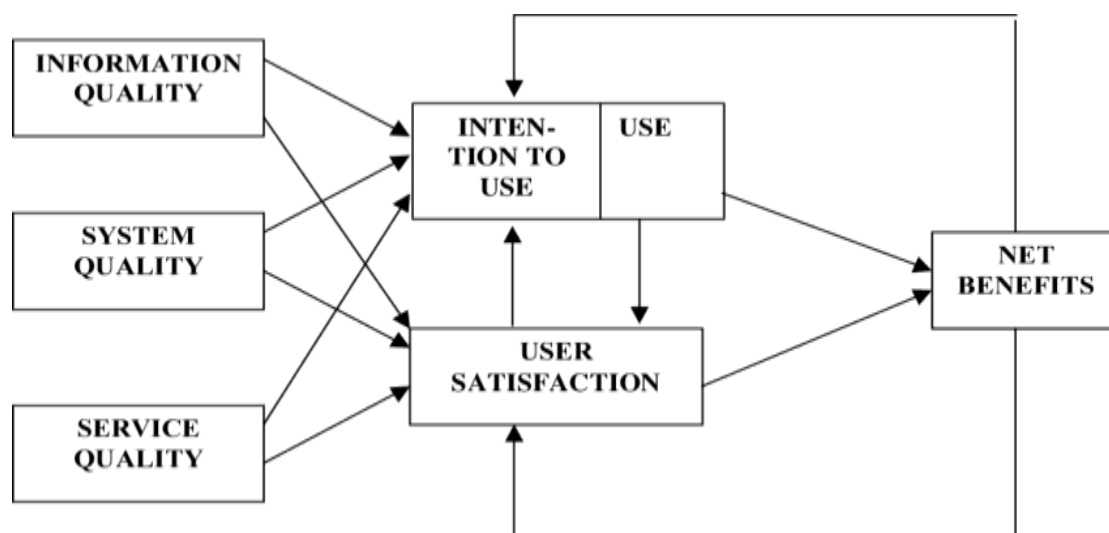 INFORMATION
QUALITY
SYSTEM
QUALITY
SERVICE
QUALITY
INTEN-
TION TO
USE
USE
USER
SATISFACTION
NET
BENEFITS